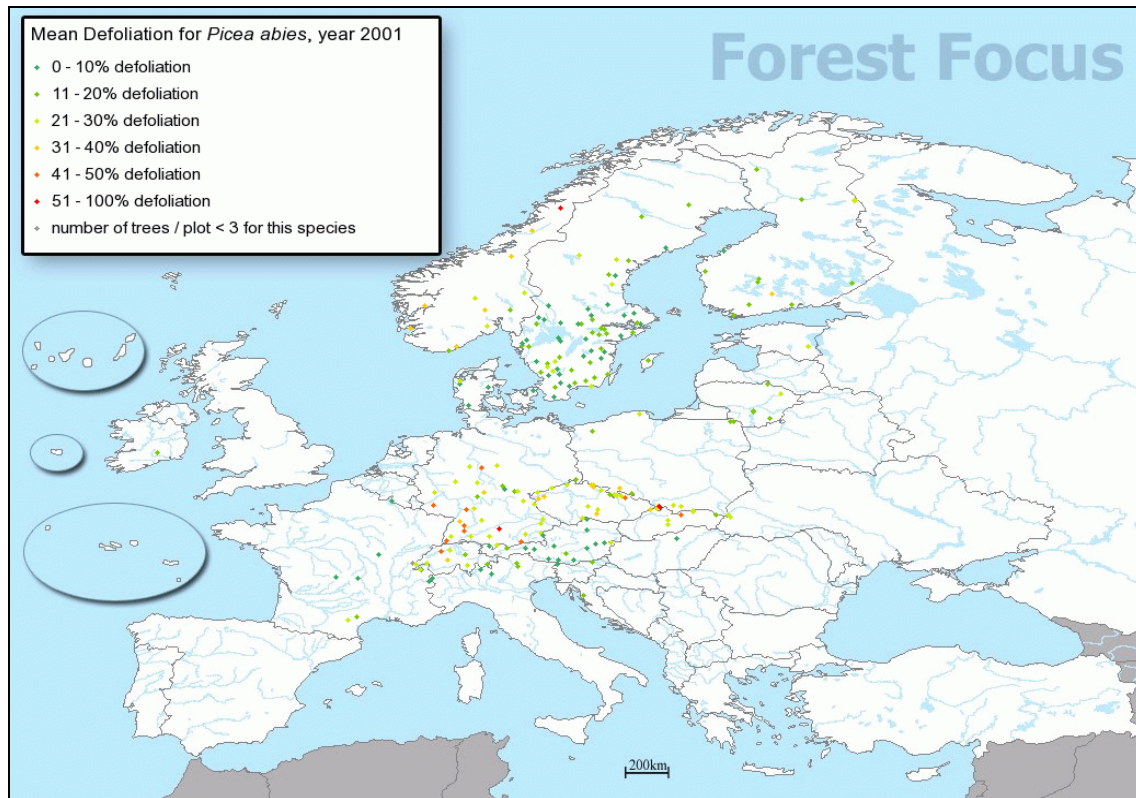 Mean Defoliation for Picea abies, year 2001
0 - 10% defoliation
11 - 20% defoliation
21 - 30% defoliation
31 - 40% defoliation
41 - 50% defoliation
51 - 100% defoliation
number of trees / plot < 3 for this species
Forest Focus
200km